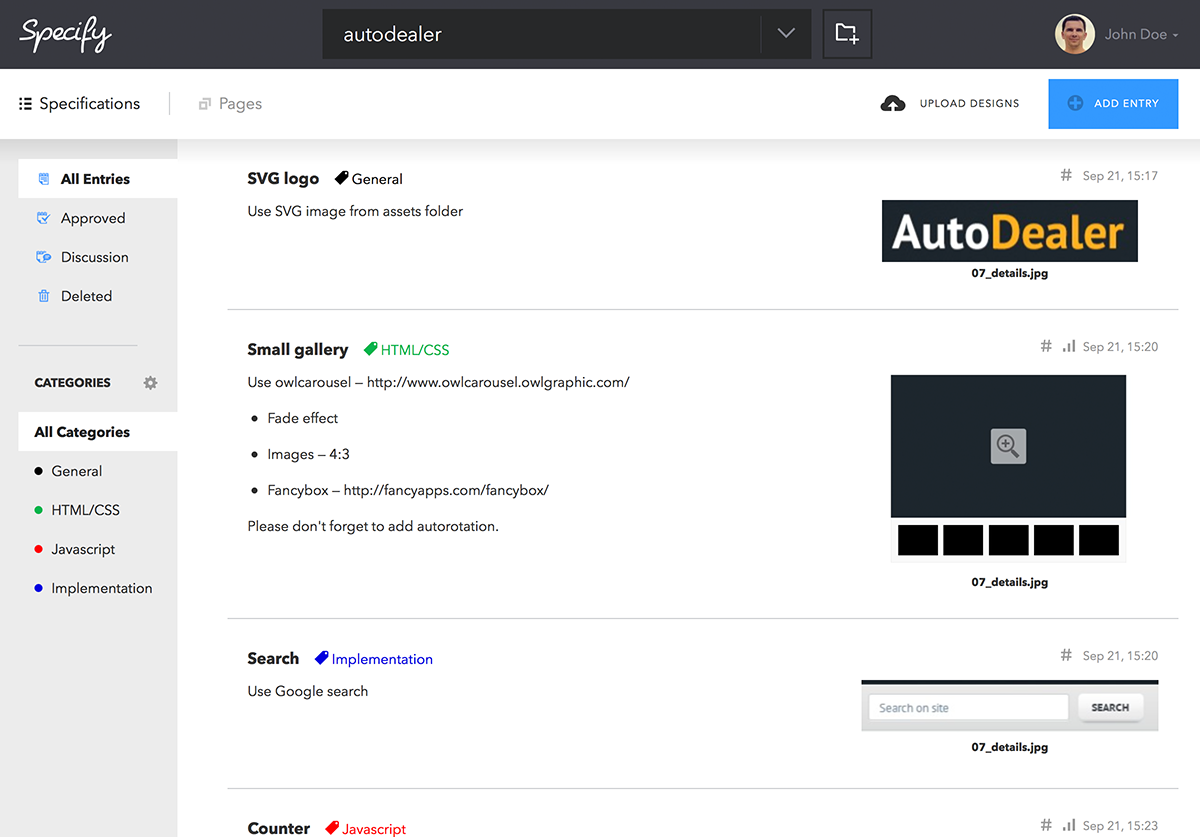 Specify
autodealer
John Doe
Specifications
Pages
UPLOAD DESIGNS
ADD ENTRY
All Entries
Approved
Discussion
Deleted
CATEGORIES
All Categories
General
HTML/CSS
Javascript
Implementation
SVG logo General
# Sep 21, 15:17
Use SVG image from assets folder
AutoDealer
07_details.jpg
Small gallery HTML/CSS
# Sep 21, 15:20
Use owlcarousel – http://www.owlcarousel.owlgraphic.com/
• Fade effect
• Images – 4:3
• Fancybox – http://fancyapps.com/fancybox/
Please don't forget to add autorotation.
07_details.jpg
Search Implementation
# Sep 21, 15:20
Use Google search
Search on site
SEARCH
07_details.jpg
Counter Javascript
# Sep 21, 15:23